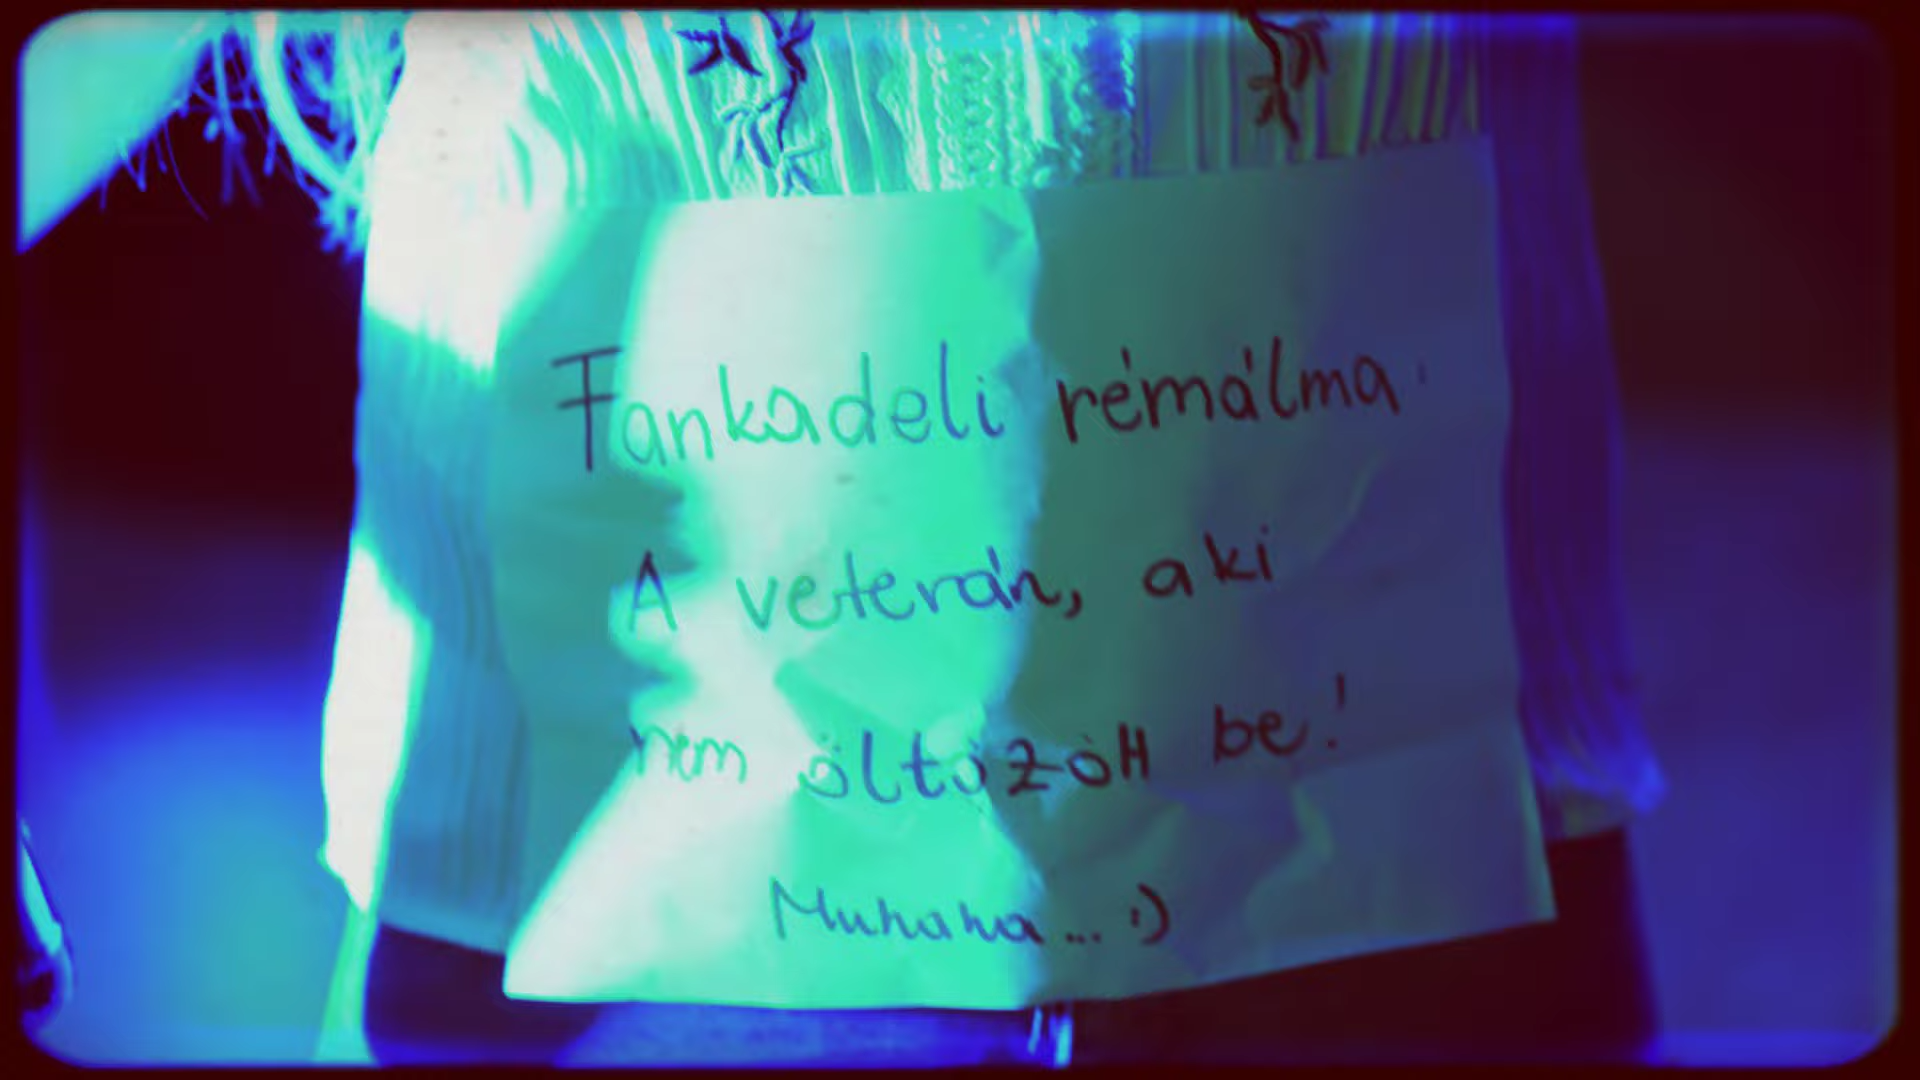 Fankadeli rémálma.
A veterán, aki
nem öltözött be!
Muhaha... :)